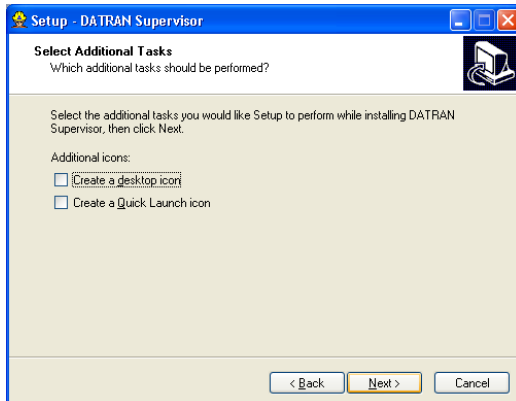 Setup - DATRAN Supervisor
Select Additional Tasks
Which additional tasks should be performed?
Select the additional tasks you would like Setup to perform while installing DATRAN
Supervisor, then click Next.
Additional icons:
Create a desktop icon
Create a Quick Launch icon
< Back
Next >
Cancel